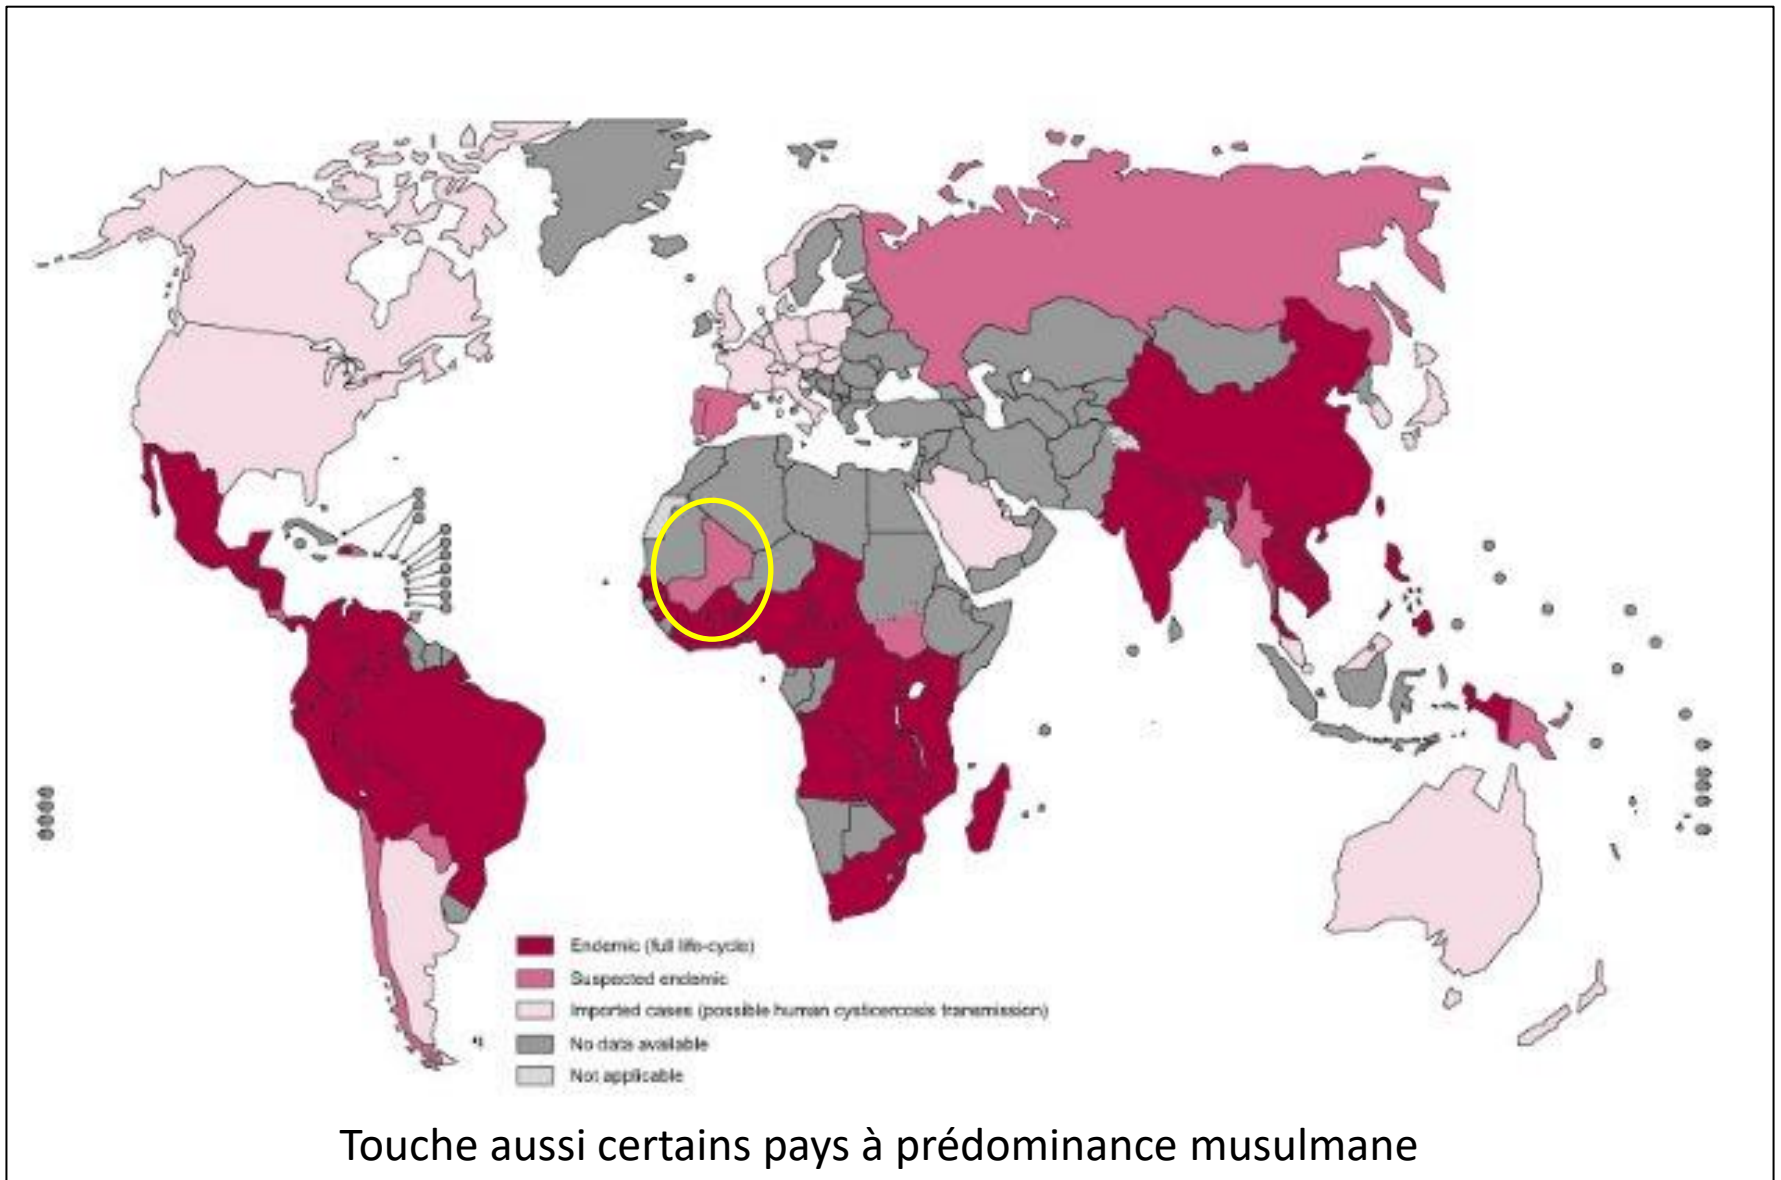 Endemic (full life-cycle)
Suspected endemic
Imported cases (possible human cysticercosis transmission)
No data available
Not applicable
Touche aussi certains pays à prédominance musulmane